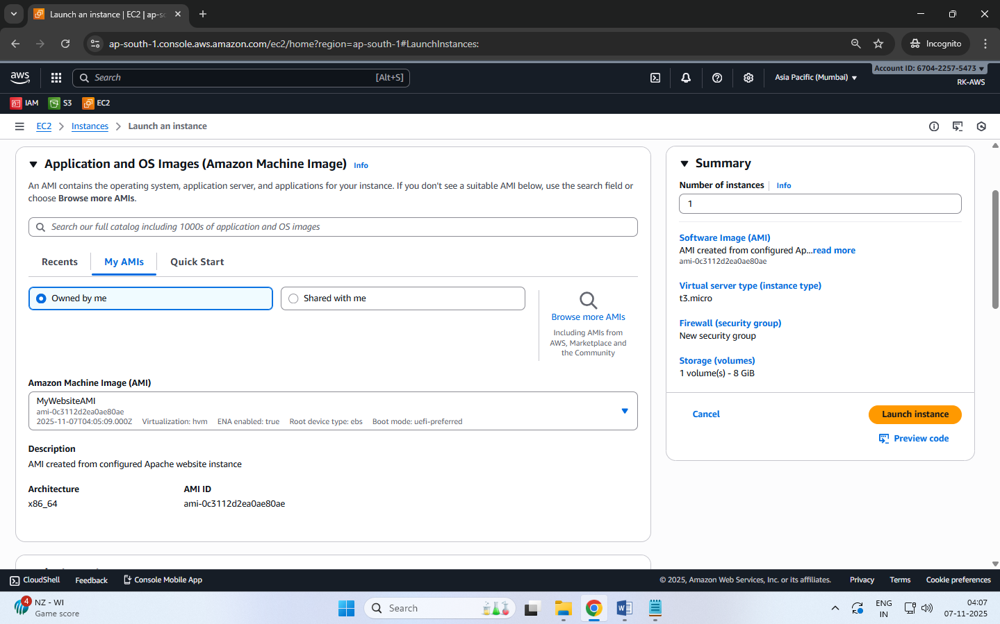 Launch an instance | EC2 | ap-so
ap-south-1.console.aws.amazon.com/ec2/home?region=ap-south-1#LaunchInstances:
Incognito
aws
Search
[Alt+S]
Asia Pacific (Mumbai)
Account ID: 6704-2257-5473
RK-AWS
IAM
S3
EC2
EC2
Instances
Launch an instance
Application and OS Images (Amazon Machine Image)
Info
An AMI contains the operating system, application server, and applications for your instance. If you don't see a suitable AMI below, use the search field or
choose Browse more AMIs.
Search our full catalog including 1000s of application and OS images
Recents
My AMIs
Quick Start
Owned by me
Shared with me
Browse more AMIs
Including AMIs from
AWS, Marketplace and
the Community
Amazon Machine Image (AMI)
MyWebsiteAMI
ami-0c3112d2ea0ae80ae
2025-11-07T04:05:09.000Z Virtualization: hvm ENA enabled: true Root device type: ebs Boot mode: uefi-preferred
Description
AMI created from configured Apache website instance
Architecture
x86_64
AMI ID
ami-0c3112d2ea0ae80ae
Summary
Number of instances
Info
1
Software Image (AMI)
AMI created from configured Ap...read more
ami-0c3112d2ea0ae80ae
Virtual server type (instance type)
t3.micro
Firewall (security group)
New security group
Storage (volumes)
1 volume(s) - 8 GiB
Cancel
Launch instance
Preview code
CloudShell
Feedback
Console Mobile App
© 2025, Amazon Web Services, Inc. or its affiliates.
Privacy
Terms
Cookie preferences
4
NZ - WI
Game score
Search
ENG
IN
04:07
07-11-2025